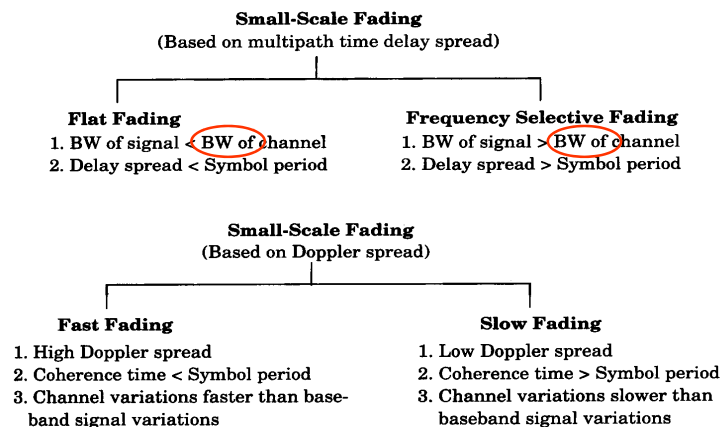 Small-Scale Fading
(Based on multipath time delay spread)
Flat Fading
1. BW of signal < BW of channel
2. Delay spread < Symbol period
Frequency Selective Fading
1. BW of signal > BW of channel
2. Delay spread > Symbol period
Small-Scale Fading
(Based on Doppler spread)
Fast Fading
1. High Doppler spread
2. Coherence time < Symbol period
3. Channel variations faster than base-
band signal variations
Slow Fading
1. Low Doppler spread
2. Coherence time > Symbol period
3. Channel variations slower than
baseband signal variations